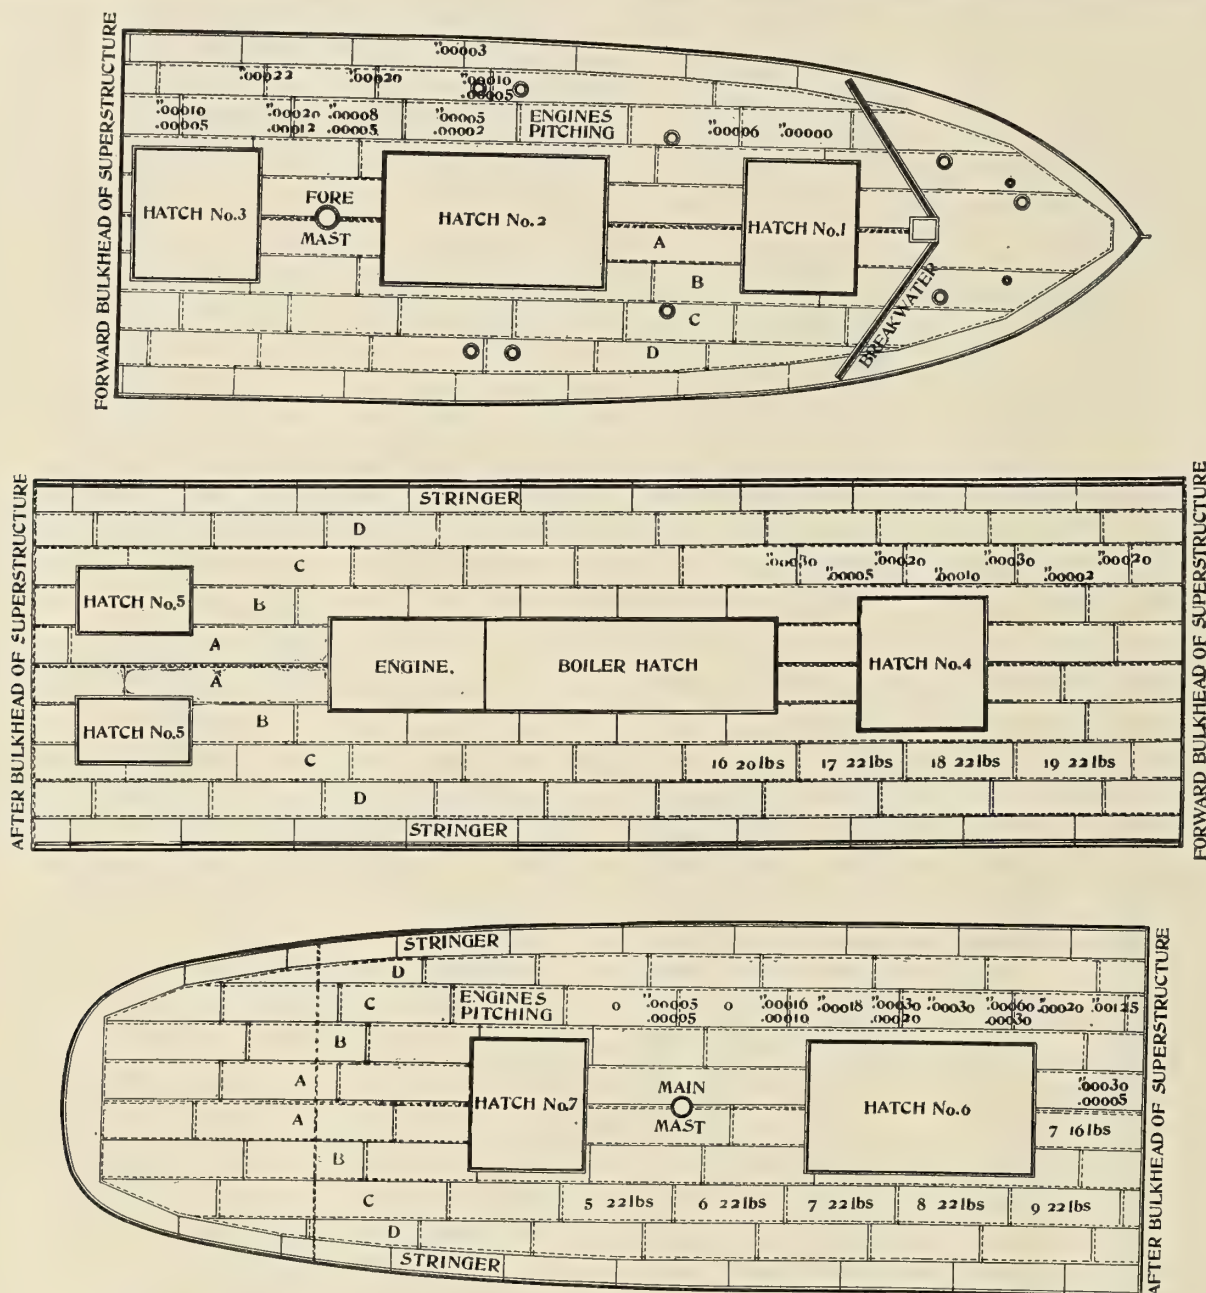 FORWARD BULKHEAD OF SUPERSTRUCTURE
".00003
".00022 ".00020 ".00010
.00005
".00010 ".00020 ".00008 ".00005 ENGINES ".00006 ".00000
.00005 .00012 .00005 .00002 PITCHING
HATCH No.3
FORE
MAST
HATCH No.2
HATCH No.1
A
B
C
D
BREAKWATER
AFTER BULKHEAD OF SUPERSTRUCTURE
FORWARD BULKHEAD OF SUPERSTRUCTURE
STRINGER
D
C
".00030 ".00020 ".00030 ".00020
".00005 ".00010 ".00002
HATCH No.5
B
A
ENGINE.
BOILER HATCH
HATCH No.4
A
HATCH No.5
B
C
16 20lbs 17 22lbs 18 22lbs 19 22lbs
D
STRINGER
STRINGER
D
C
ENGINES 0 ".00005 0 ".00016 ".00018 ".00030 ".00030 ".00060 ".00020 ".00125
PITCHING .00005 .00010 .00020 .00030
B
A
HATCH No.7
MAIN
MAST
HATCH No.6
".00030
.00005
A
7 16lbs
B
C
5 22lbs 6 22lbs 7 22lbs 8 22lbs 9 22lbs
D
STRINGER
AFTER BULKHEAD OF SUPERSTRUCTURE